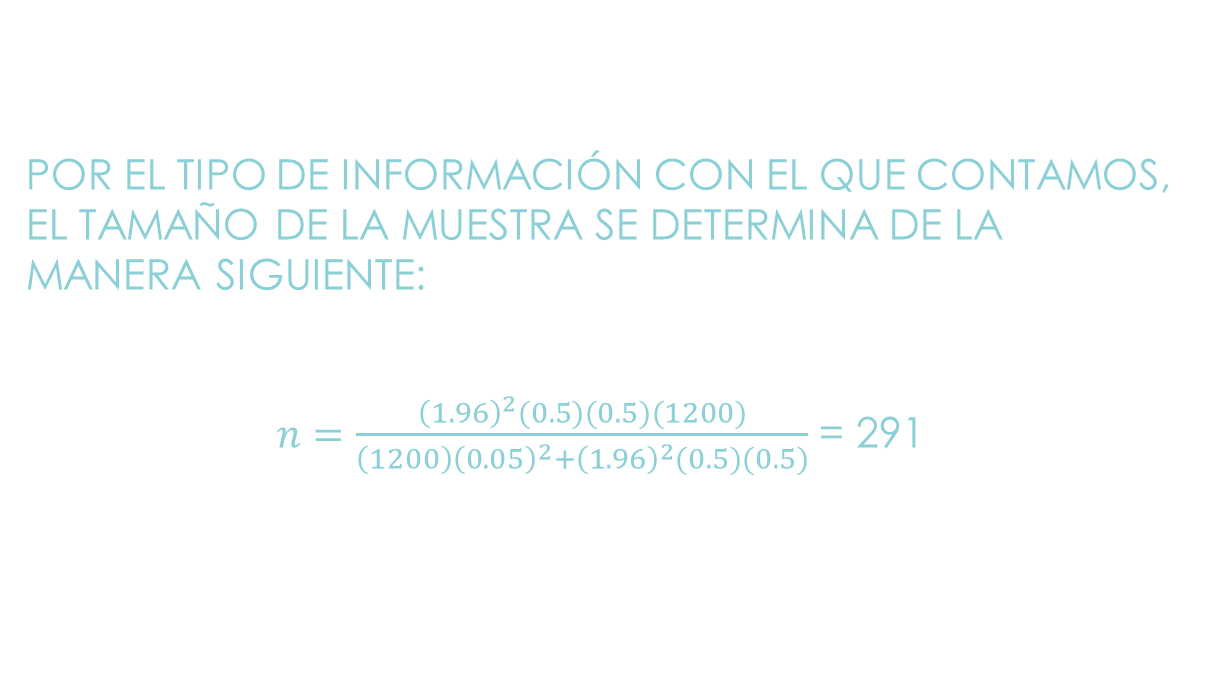 POR EL TIPO DE INFORMACIÓN CON EL QUE CONTAMOS,
EL TAMAÑO DE LA MUESTRA SE DETERMINA DE LA
MANERA SIGUIENTE:
(1.96)²(0.5)(0.5)(1200)
n = ─────────────── = 291
(1200)(0.05)²+(1.96)²(0.5)(0.5)